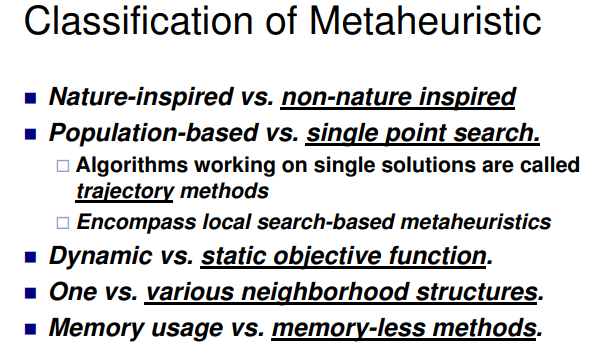 Classification of Metaheuristic
Nature-inspired vs. non-nature inspired
Population-based vs. single point search.
Algorithms working on single solutions are called
trajectory methods
Encompass local search-based metaheuristics
Dynamic vs. static objective function.
One vs. various neighborhood structures.
Memory usage vs. memory-less methods.